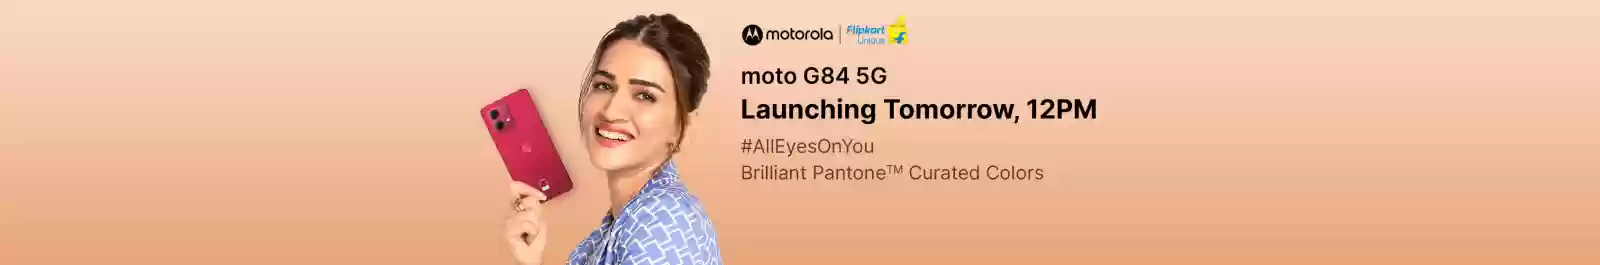 motorola | Flipkart Unique
moto G84 5G
Launching Tomorrow, 12PM
#AllEyesOnYou
Brilliant Pantone™ Curated Colors